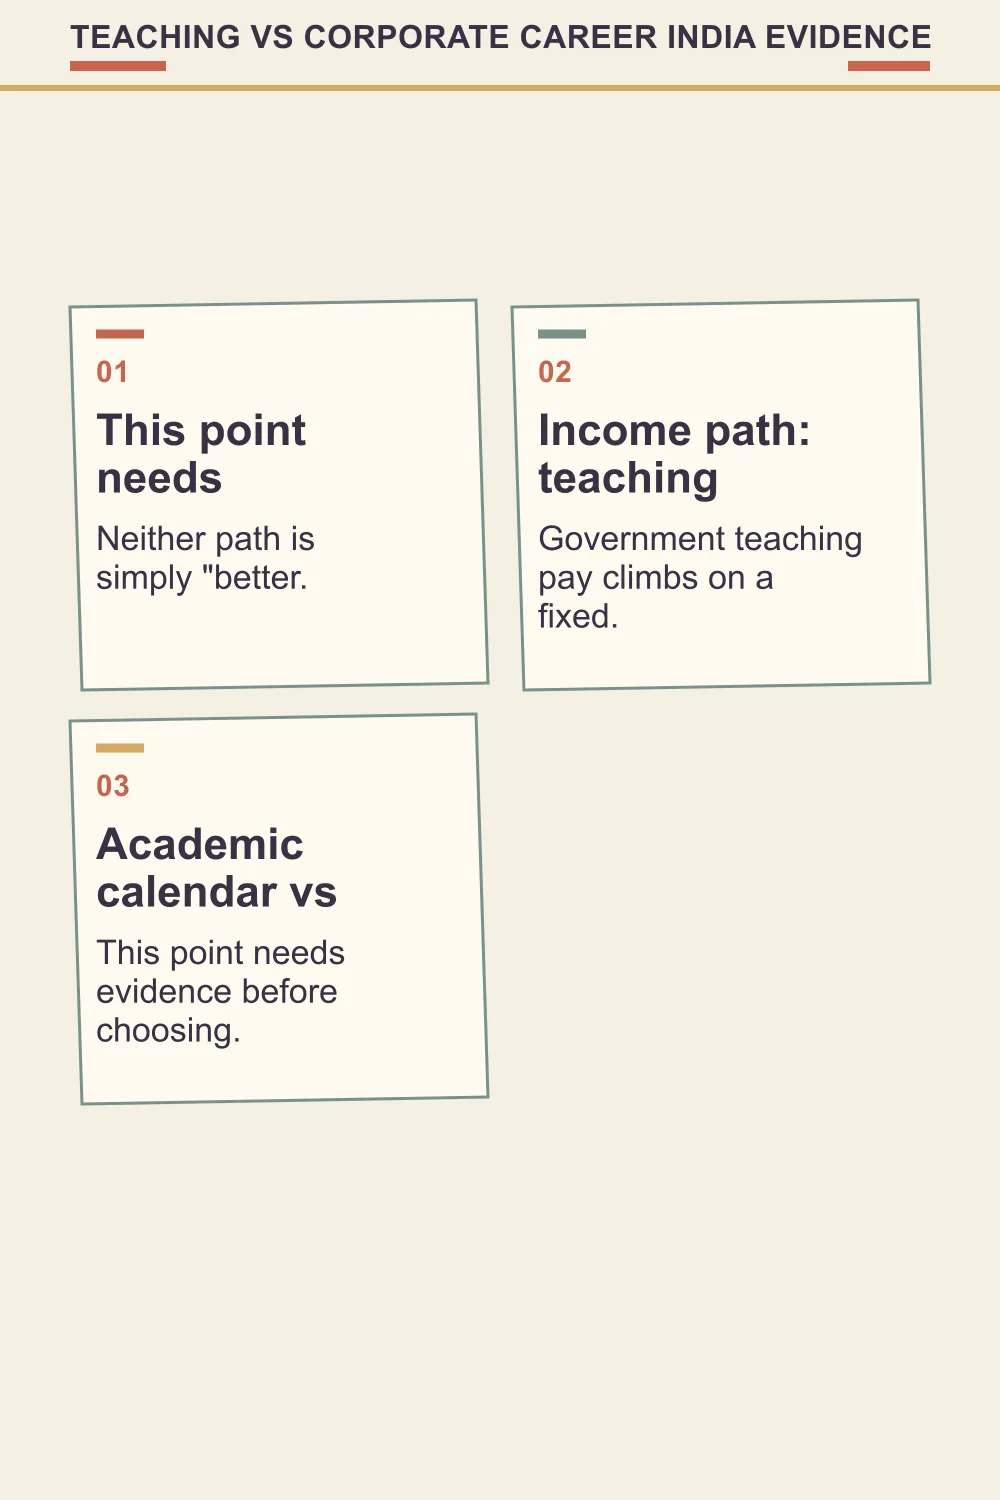 TEACHING VS CORPORATE CAREER INDIA EVIDENCE
01
This point
needs
Neither path is
simply "better.
02
Income path:
teaching
Government teaching
pay climbs on a
fixed.
03
Academic
calendar vs
This point needs
evidence before
choosing.